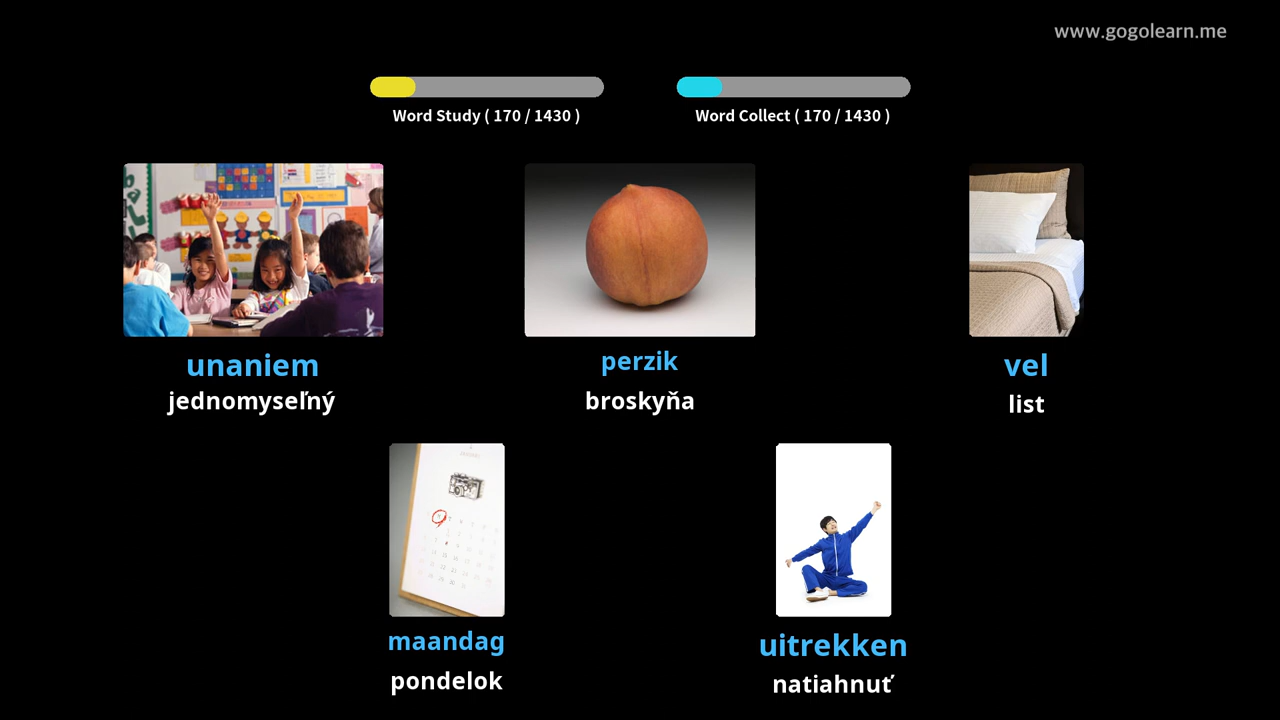 www.gogolearn.me
Word Study ( 170 / 1430 )
Word Collect ( 170 / 1430 )
unaniem
jednomyseľný
perzik
broskyňa
vel
list
maandag
pondelok
uitrekken
natiahnuť